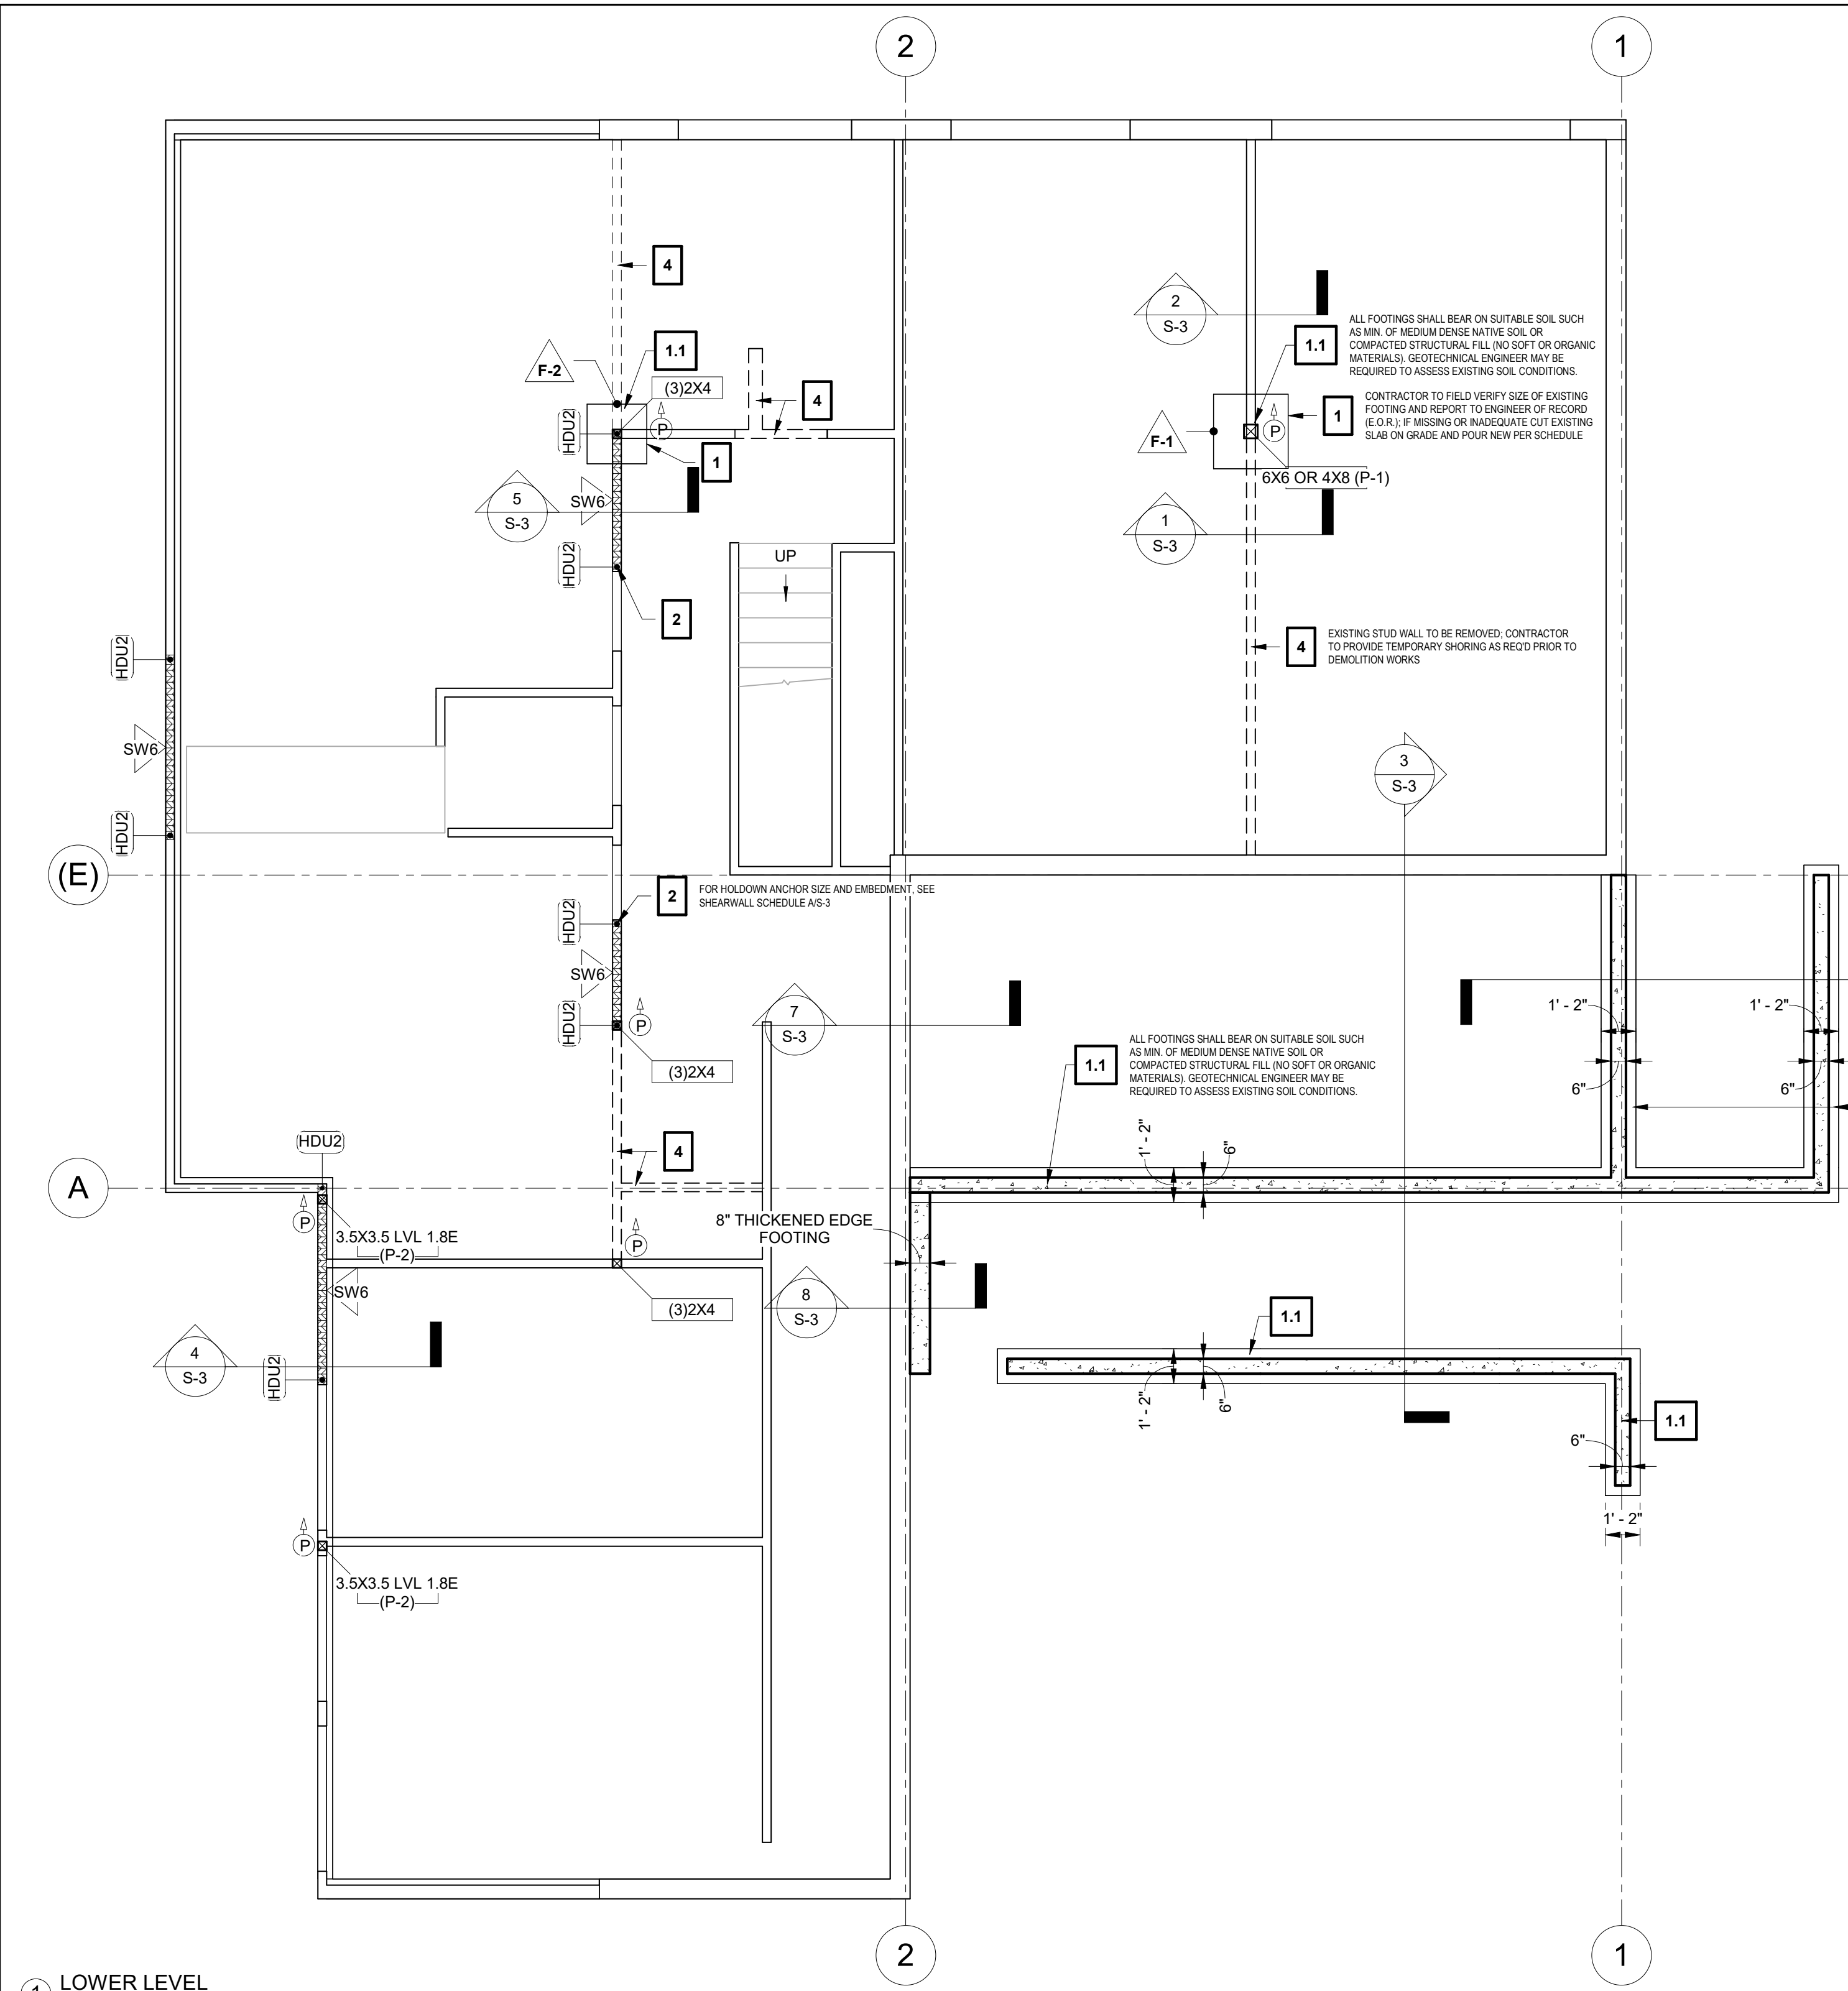 2
1
4
2
S-3
ALL FOOTINGS SHALL BEAR ON SUITABLE SOIL SUCH
AS MIN. OF MEDIUM DENSE NATIVE SOIL OR
COMPACTED STRUCTURAL FILL (NO SOFT OR ORGANIC
MATERIALS). GEOTECHNICAL ENGINEER MAY BE
REQUIRED TO ASSESS EXISTING SOIL CONDITIONS.
1.1
1.1
F-2
(3)2X4
HDU2
P
4
1
CONTRACTOR TO FIELD VERIFY SIZE OF EXISTING
FOOTING AND REPORT TO ENGINEER OF RECORD
(E.O.R.); IF MISSING OR INADEQUATE CUT EXISTING
SLAB ON GRADE AND POUR NEW PER SCHEDULE
1
F-1
P
6X6 OR 4X8 (P-1)
5
S-3
SW6
1
S-3
HDU2
UP
2
4
EXISTING STUD WALL TO BE REMOVED; CONTRACTOR
TO PROVIDE TEMPORARY SHORING AS REQ'D PRIOR TO
DEMOLITION WORKS
HDU2
SW6
HDU2
3
S-3
(E)
2
FOR HOLDOWN ANCHOR SIZE AND EMBEDMENT, SEE
SHEARWALL SCHEDULE A/S-3
HDU2
SW6
HDU2
P
(3)2X4
7
S-3
1' - 2"
1' - 2"
6"
6"
1.1
ALL FOOTINGS SHALL BEAR ON SUITABLE SOIL SUCH
AS MIN. OF MEDIUM DENSE NATIVE SOIL OR
COMPACTED STRUCTURAL FILL (NO SOFT OR ORGANIC
MATERIALS). GEOTECHNICAL ENGINEER MAY BE
REQUIRED TO ASSESS EXISTING SOIL CONDITIONS.
HDU2
4
1' - 2"
6"
A
P
3.5X3.5 LVL 1.8E
(P-2)
P
8" THICKENED EDGE
FOOTING
SW6
(3)2X4
8
S-3
1.1
4
S-3
HDU2
1' - 2"
6"
1.1
6"
1' - 2"
P
3.5X3.5 LVL 1.8E
(P-2)
2
1
1
LOWER LEVEL